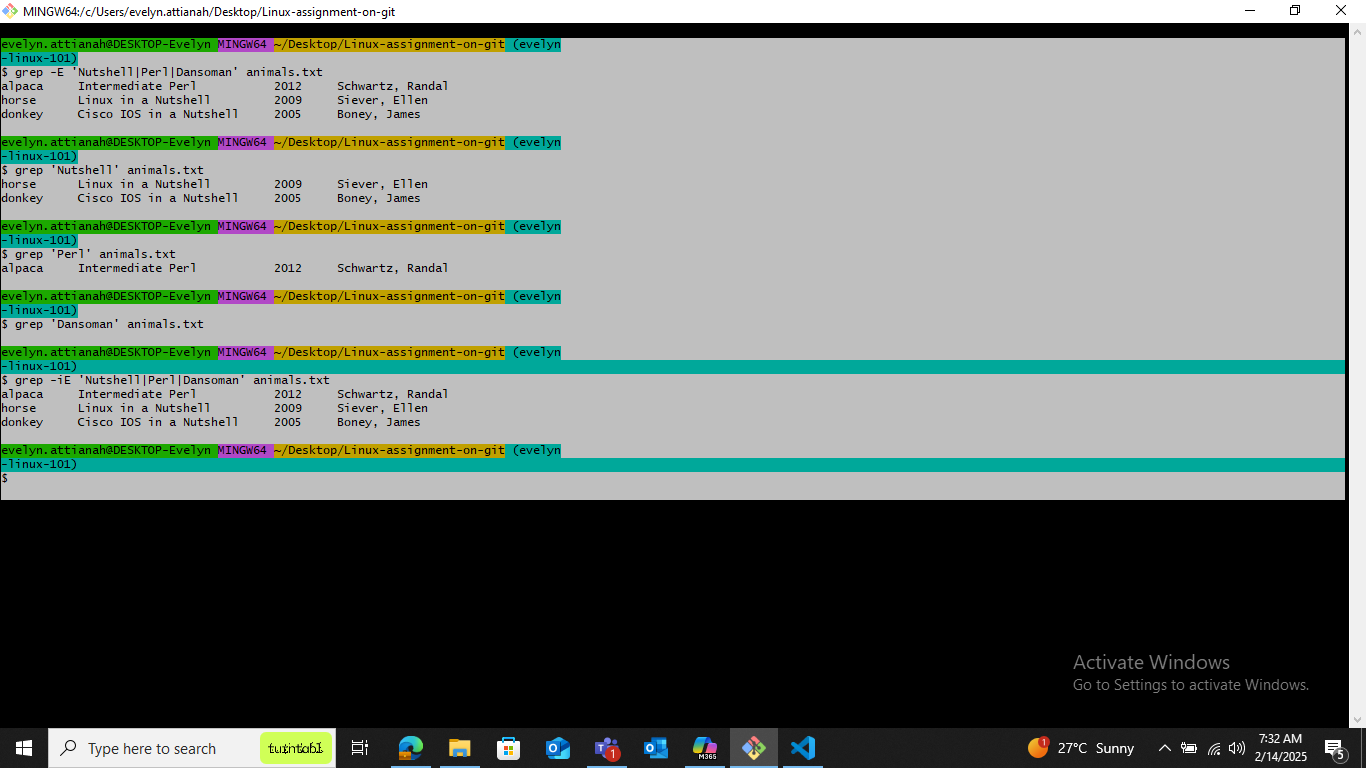 MINGW64:/c/Users/evelyn.attianah/Desktop/Linux-assignment-on-git
evelyn.attianah@DESKTOP-Evelyn MINGW64 ~/Desktop/Linux-assignment-on-git (evelyn
-linux-101)
$ grep -E 'Nutshell|Perl|Dansoman' animals.txt
alpaca Intermediate Perl 2012 Schwartz, Randal
horse Linux in a Nutshell 2009 Siever, Ellen
donkey Cisco IOS in a Nutshell 2005 Boney, James
evelyn.attianah@DESKTOP-Evelyn MINGW64 ~/Desktop/Linux-assignment-on-git (evelyn
-linux-101)
$ grep 'Nutshell' animals.txt
horse Linux in a Nutshell 2009 Siever, Ellen
donkey Cisco IOS in a Nutshell 2005 Boney, James
evelyn.attianah@DESKTOP-Evelyn MINGW64 ~/Desktop/Linux-assignment-on-git (evelyn
-linux-101)
$ grep 'Perl' animals.txt
alpaca Intermediate Perl 2012 Schwartz, Randal
evelyn.attianah@DESKTOP-Evelyn MINGW64 ~/Desktop/Linux-assignment-on-git (evelyn
-linux-101)
$ grep 'Dansoman' animals.txt
evelyn.attianah@DESKTOP-Evelyn MINGW64 ~/Desktop/Linux-assignment-on-git (evelyn
-linux-101)
$ grep -iE 'Nutshell|Perl|Dansoman' animals.txt
alpaca Intermediate Perl 2012 Schwartz, Randal
horse Linux in a Nutshell 2009 Siever, Ellen
donkey Cisco IOS in a Nutshell 2005 Boney, James
evelyn.attianah@DESKTOP-Evelyn MINGW64 ~/Desktop/Linux-assignment-on-git (evelyn
-linux-101)
$
Activate Windows
Go to Settings to activate Windows.
Type here to search
1
M365
1
27°C Sunny
7:32 AM
2/14/2025
5